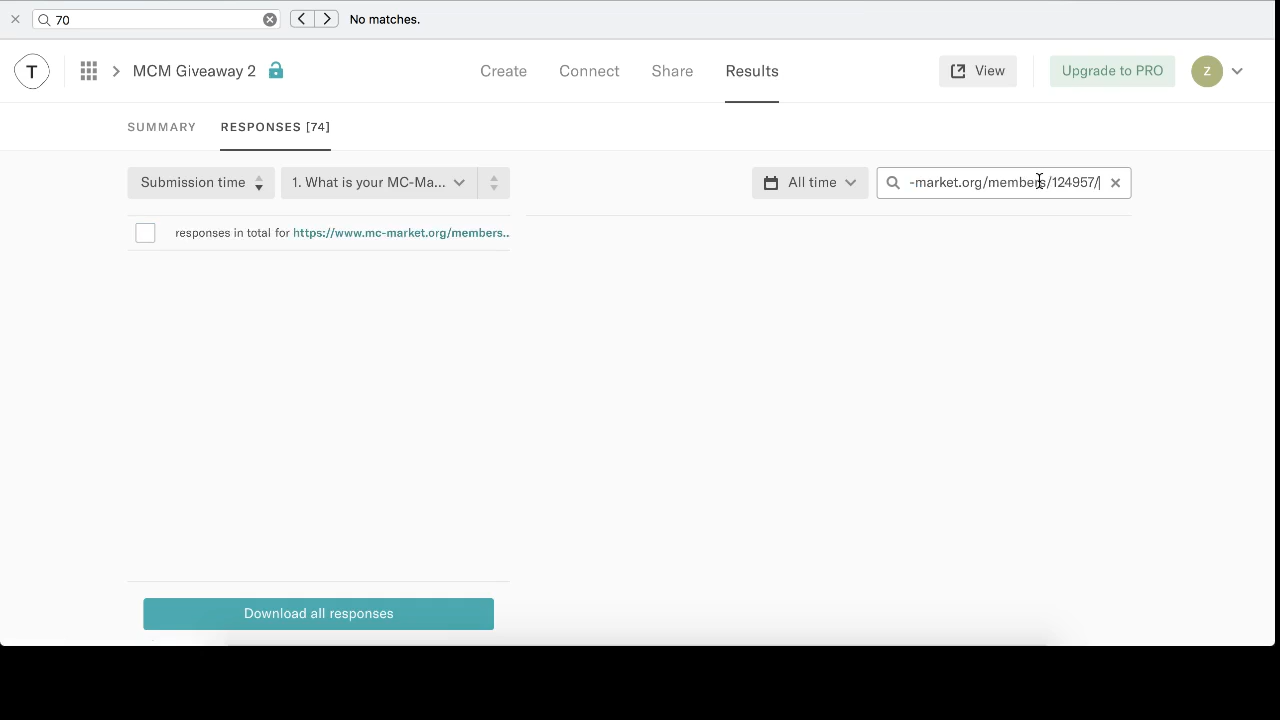 70
No matches.
T
MCM Giveaway 2
Create
Connect
Share
Results
View
Upgrade to PRO
Z
SUMMARY
RESPONSES [74]
Submission time
1. What is your MC-Ma...
All time
-market.org/members/124957/
responses in total for https://www.mc-market.org/members..
Download all responses